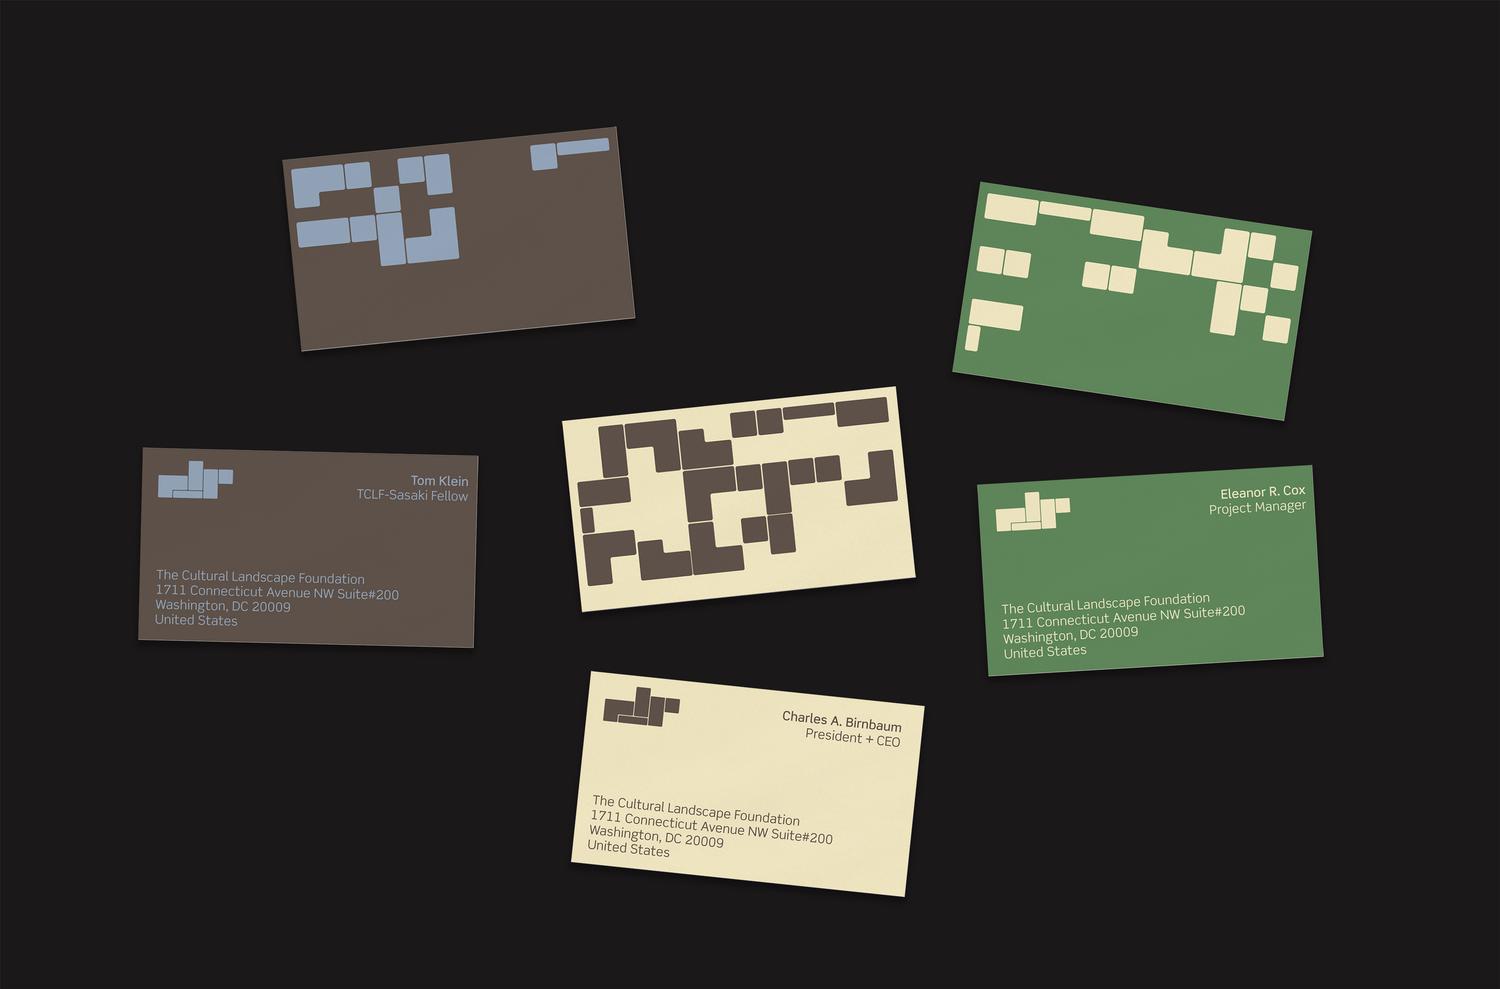 Tom Klein
TCLF-Sasaki Fellow
The Cultural Landscape Foundation
1711 Connecticut Avenue NW Suite#200
Washington, DC 20009
United States
Eleanor R. Cox
Project Manager
The Cultural Landscape Foundation
1711 Connecticut Avenue NW Suite#200
Washington, DC 20009
United States
Charles A. Birnbaum
President + CEO
The Cultural Landscape Foundation
1711 Connecticut Avenue NW Suite#200
Washington, DC 20009
United States